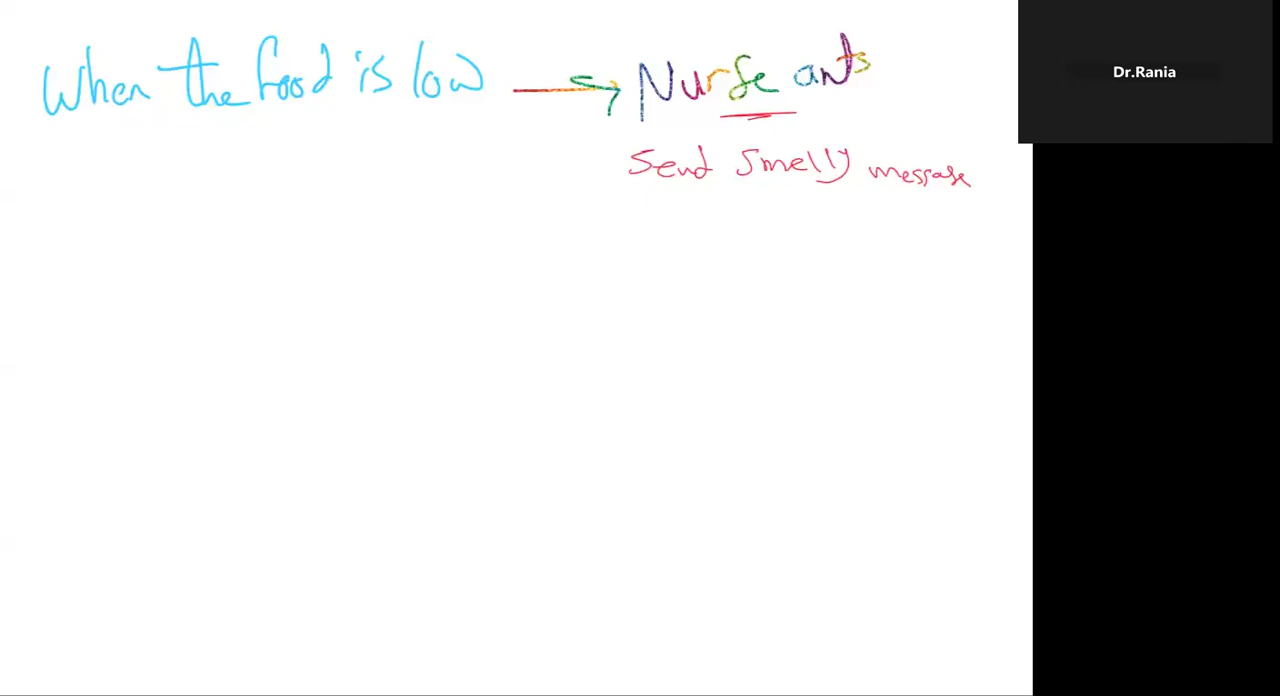 When the food is low → Nurse ants
Send Smelly message
Dr.Rania